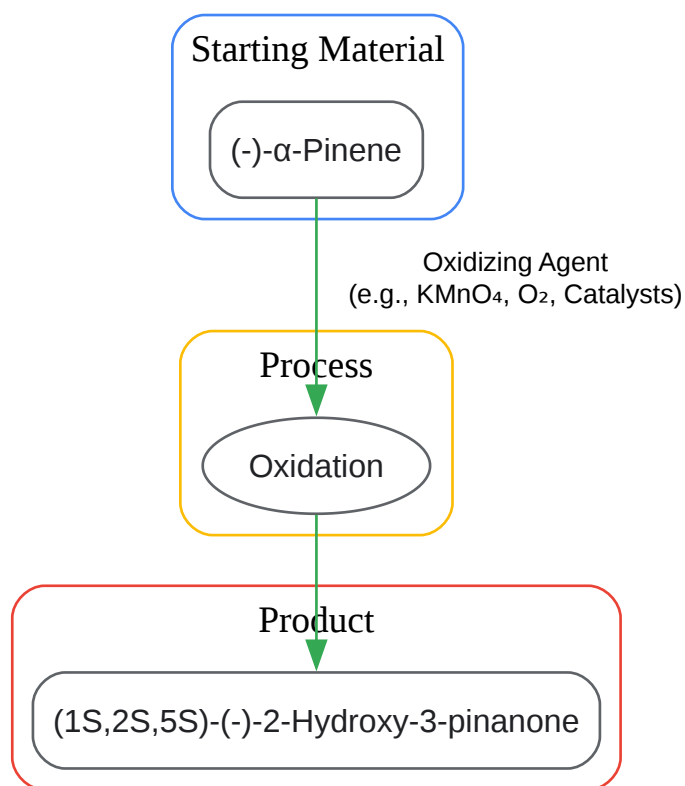 Starting Material
(-)-α-Pinene
Oxidizing Agent
(e.g., KMnO₄, O₂, Catalysts)
Process
Oxidation
Product
(1S,2S,5S)-(-)-2-Hydroxy-3-pinanone